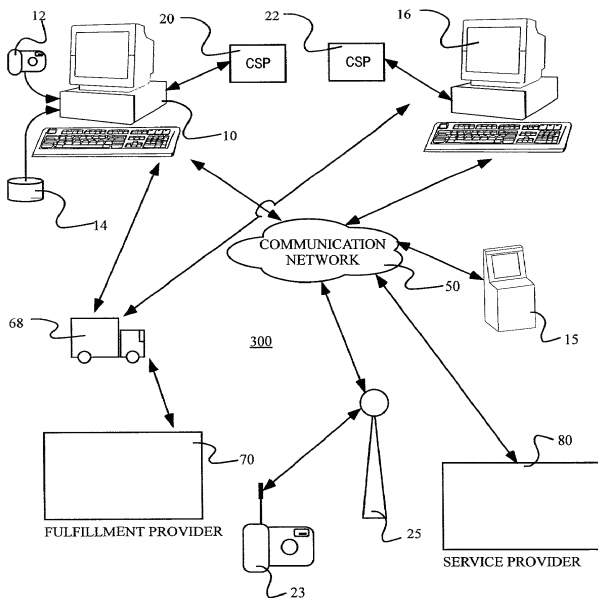 12
20
CSP
22
CSP
16
10
14
COMMUNICATION
NETWORK
50
15
68
300
70
FULFILLMENT PROVIDER
23
25
80
SERVICE PROVIDER